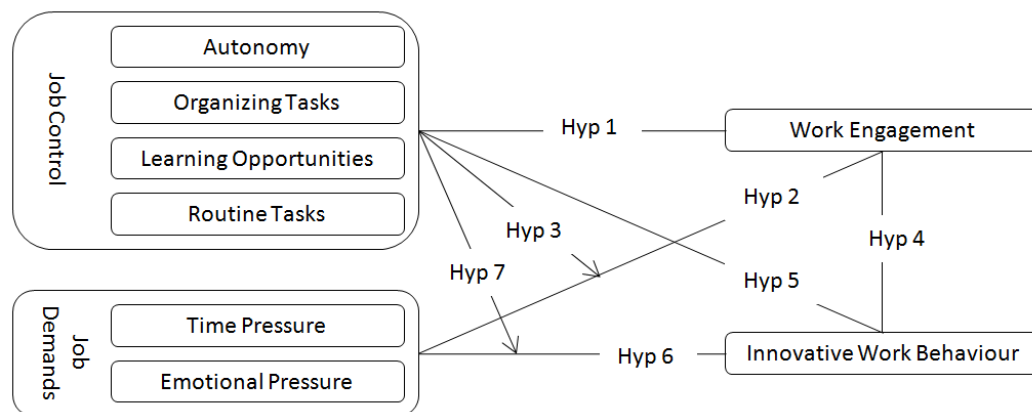 Job Control
Autonomy
Organizing Tasks
Learning Opportunities
Routine Tasks
Job
Demands
Time Pressure
Emotional Pressure
Hyp 1
Hyp 2
Hyp 3
Hyp 4
Hyp 7
Hyp 5
Hyp 6
Work Engagement
Innovative Work Behaviour